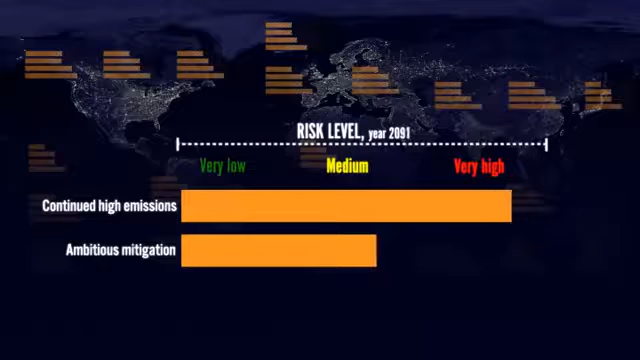 RISK LEVEL, year 2091
Very low Medium Very high
Continued high emissions
Ambitious mitigation